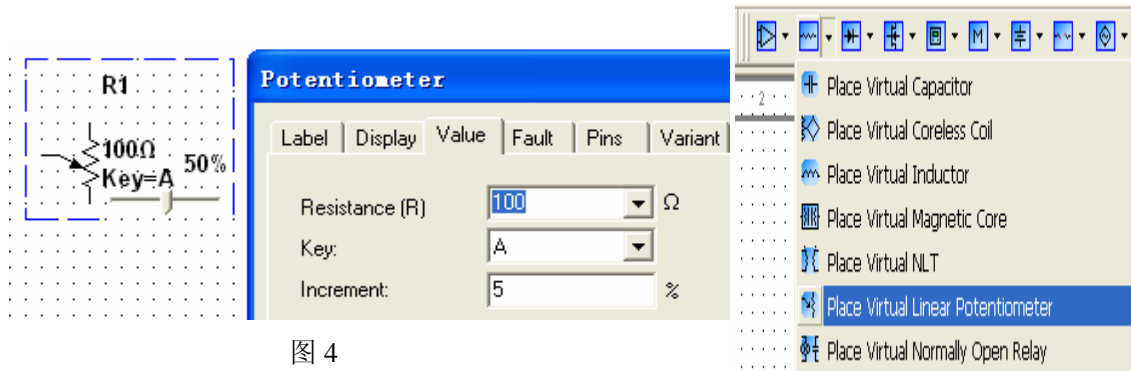 R1
100Ω
Key=A
50%
Potentiometer
Label Display Value Fault Pins Variant
Resistance (R) 100 Ω
Key: A
Increment: 5 %
图 4
M
2
Place Virtual Capacitor
Place Virtual Coreless Coil
Place Virtual Inductor
Place Virtual Magnetic Core
Place Virtual NLT
Place Virtual Linear Potentiometer
Place Virtual Normally Open Relay